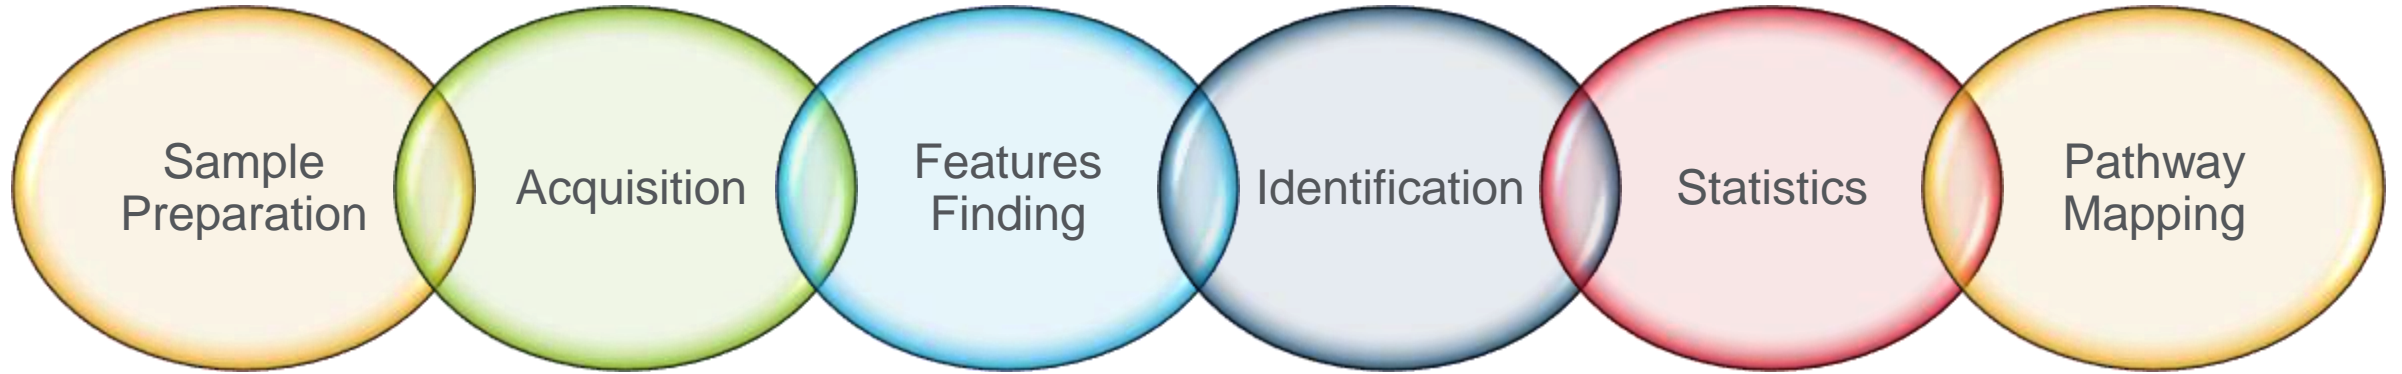 Sample
Preparation
Acquisition
Features
Finding
Identification
Statistics
Pathway
Mapping